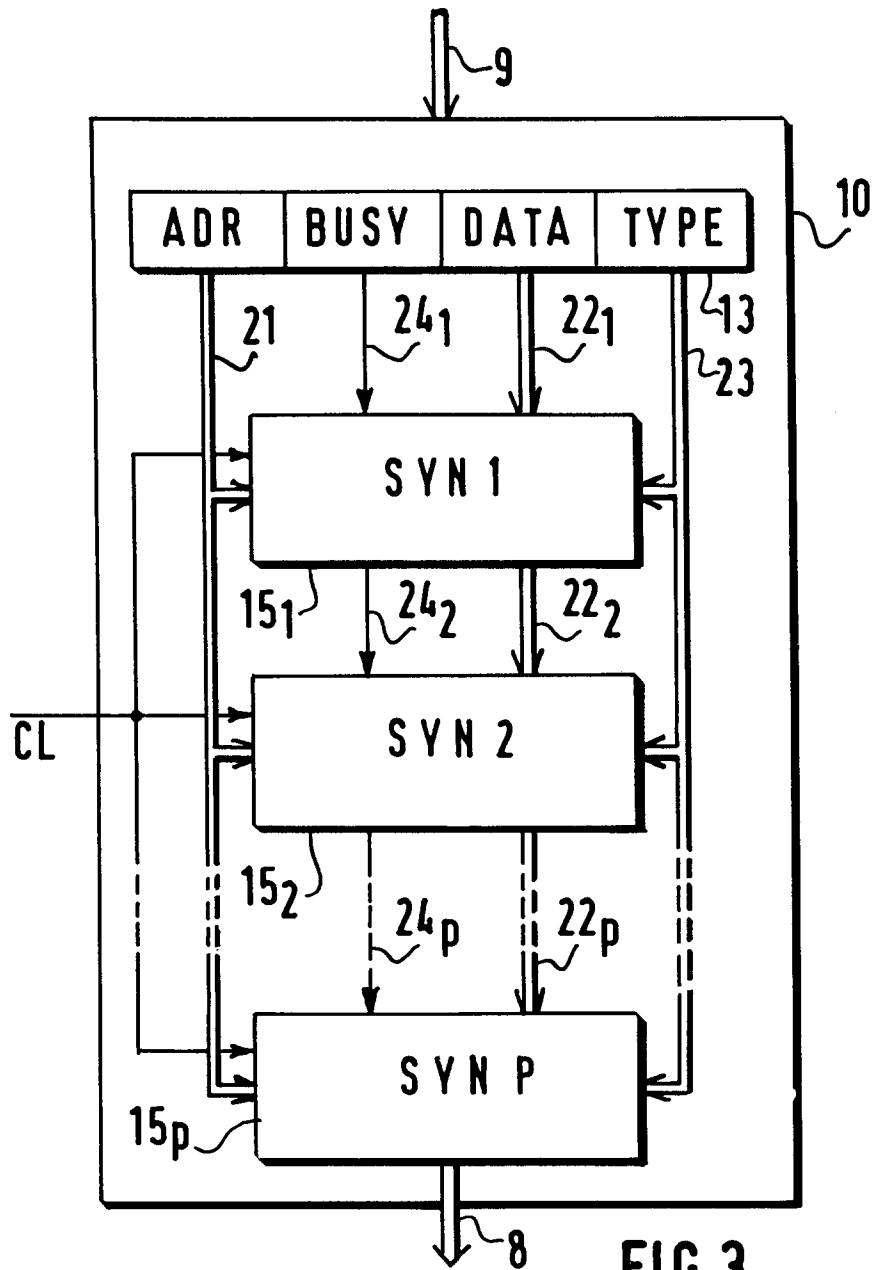 9
10
ADR BUSY DATA TYPE
13
21
24₁
22₁
23
SYN 1
15₁
24₂
22₂
CL
SYN 2
15₂
24p
22p
SYN P
15p
8
FIG.3